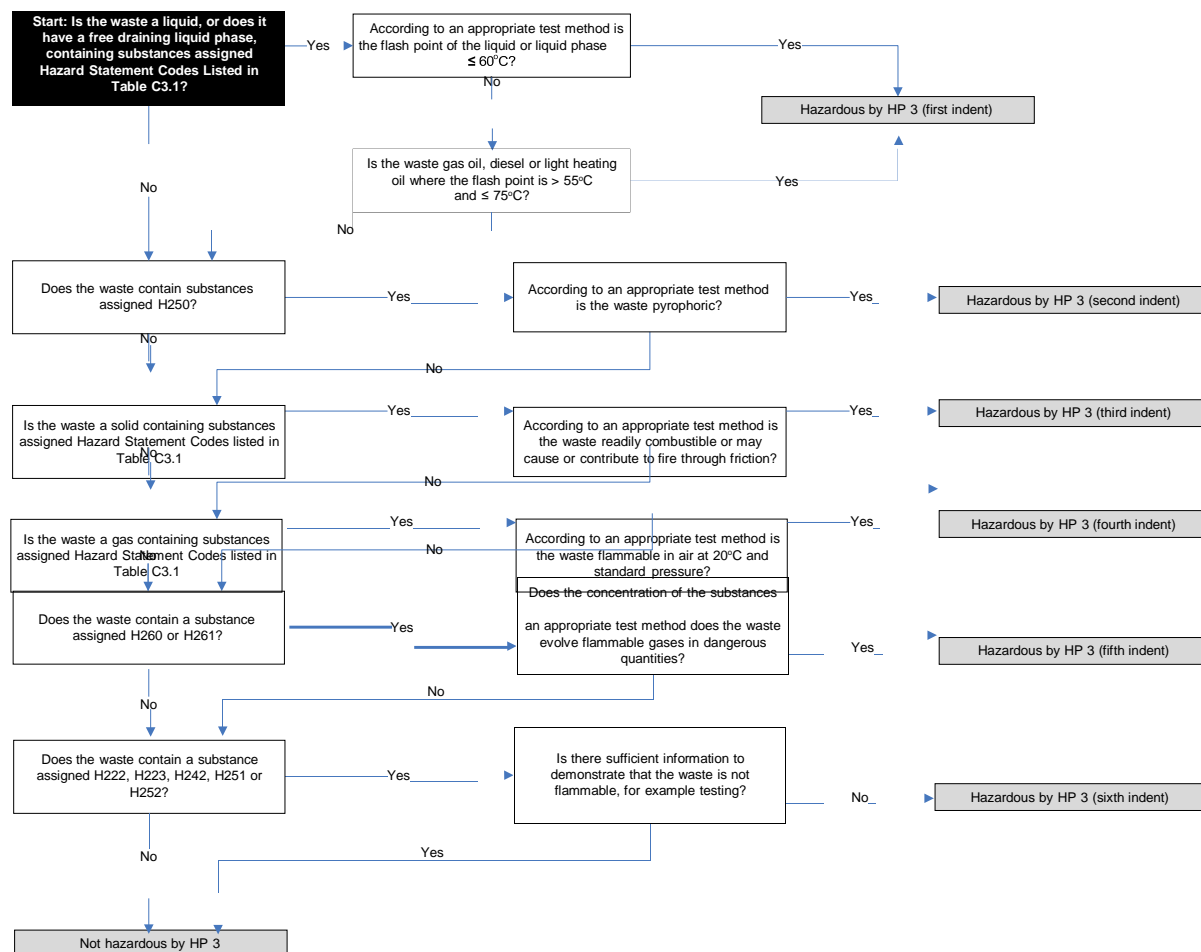 Start: Is the waste a liquid, or does it
have a free draining liquid phase,
containing substances assigned
Hazard Statement Codes Listed in
Table C3.1?
Yes
According to an appropriate test method is
the flash point of the liquid or liquid phase
≤ 60°C?
Yes
No
Hazardous by HP 3 (first indent)
Is the waste gas oil, diesel or light heating
oil where the flash point is > 55°C
and ≤ 75°C?
Yes
No
No
Does the waste contain substances
assigned H250?
Yes
According to an appropriate test method
is the waste pyrophoric?
Yes
Hazardous by HP 3 (second indent)
No
No
Is the waste a solid containing substances
assigned Hazard Statement Codes listed in
Table C3.1
Yes
According to an appropriate test method is
the waste readily combustible or may
cause or contribute to fire through friction?
Yes
Hazardous by HP 3 (third indent)
No
No
Is the waste a gas containing substances
assigned Hazard Statement Codes listed in
Table C3.1
Yes
According to an appropriate test method is
the waste flammable in air at 20°C and
standard pressure?
Yes
Hazardous by HP 3 (fourth indent)
No
No
Does the waste contain a substance
assigned H260 or H261?
Yes
Does the concentration of the substances
an appropriate test method does the waste
evolve flammable gases in dangerous
quantities?
Yes
Hazardous by HP 3 (fifth indent)
No
No
Does the waste contain a substance
assigned H222, H223, H242, H251 or
H252?
Yes
Is there sufficient information to
demonstrate that the waste is not
flammable, for example testing?
No
Hazardous by HP 3 (sixth indent)
No
Yes
Not hazardous by HP 3